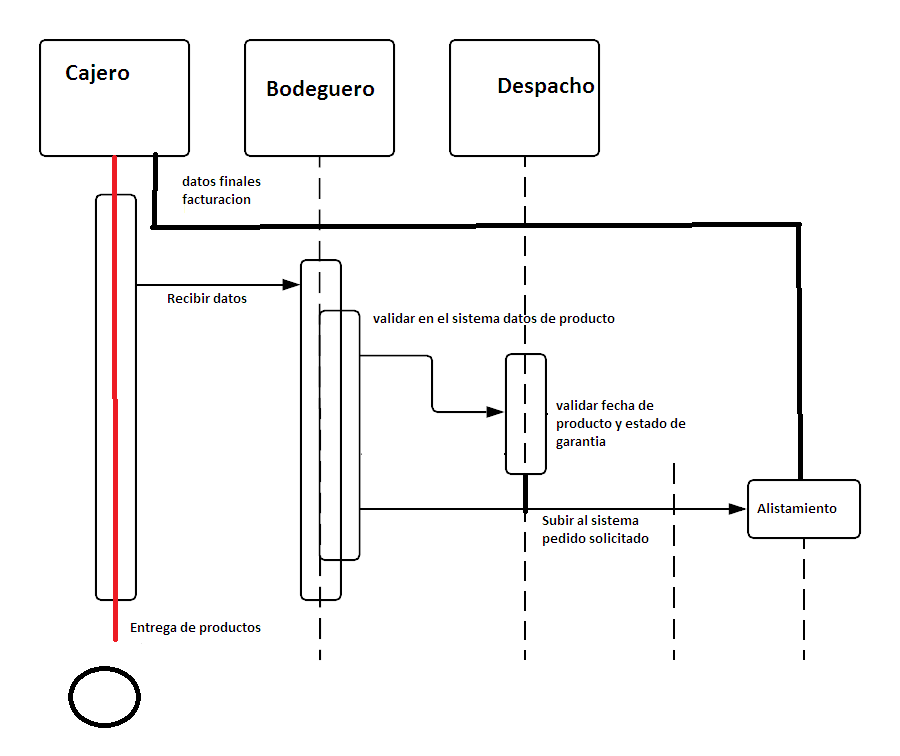 Cajero
Bodeguero
Despacho
datos finales
facturacion
Recibir datos
validar en el sistema datos de producto
validar fecha de
producto y estado de
garantia
Alistamiento
Subir al sistema
pedido solicitado
Entrega de productos